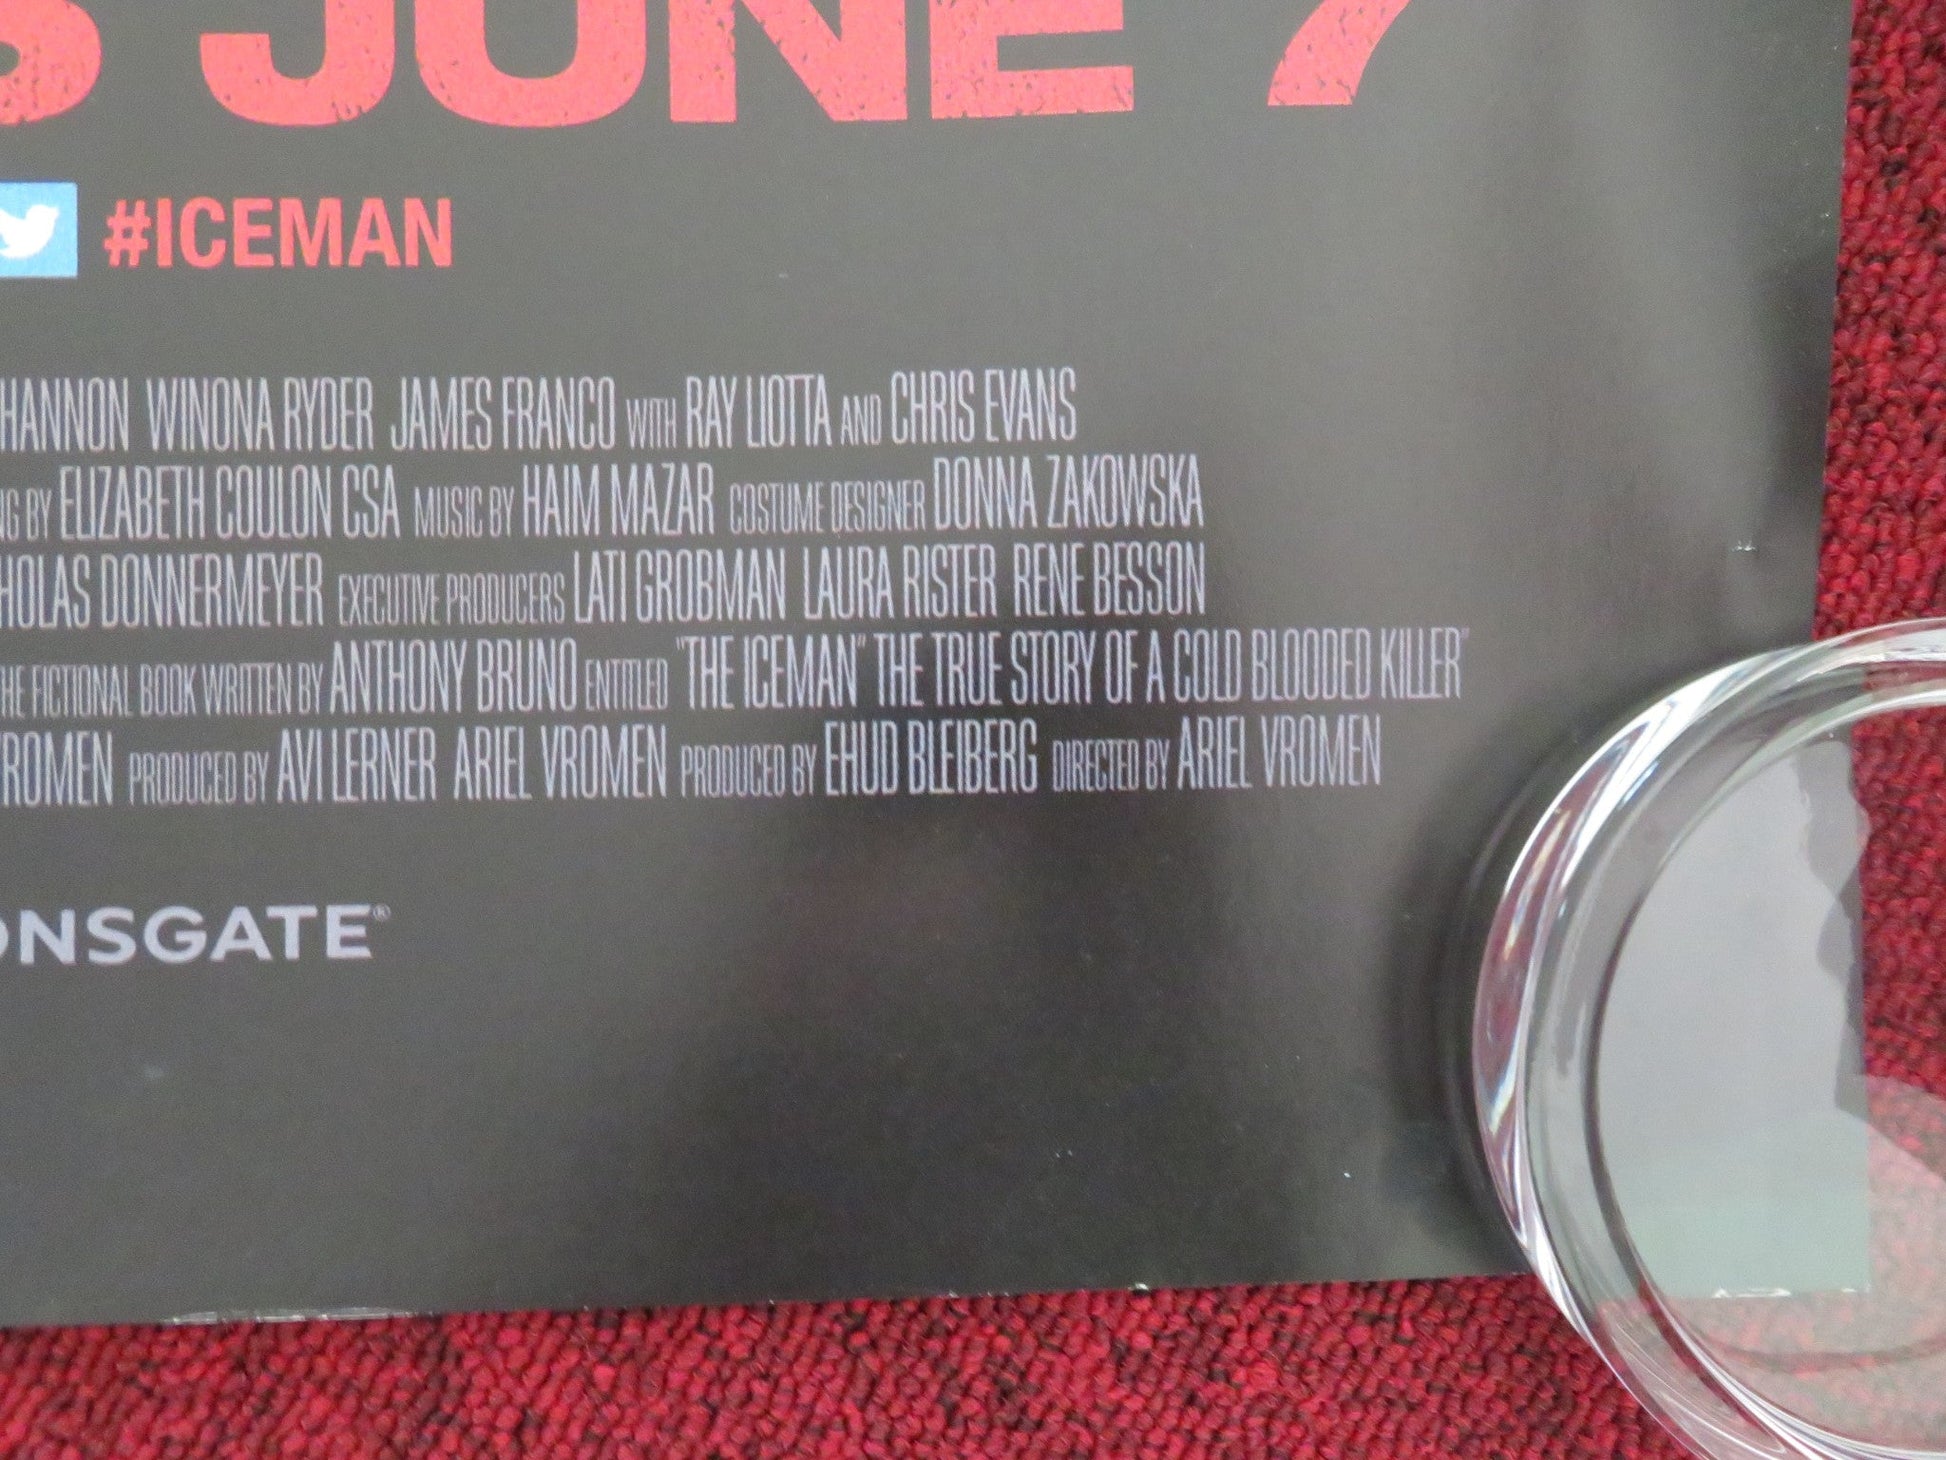 S JUNE 7
#ICEMAN
HANNON WINONA RYDER JAMES FRANCO WITH RAY LIOTTA AND CHRIS EVANS
NG BY ELIZABETH COULON CSA MUSIC BY HAIM MAZAR COSTUME DESIGNER DONNA ZAKOWSKA
HOLAS DONNERMEYER EXECUTIVE PRODUCERS LATI GROBMAN LAURA RISTER RENE BESSON
HE FICTIONAL BOOK WRITTEN BY ANTHONY BRUNO ENTITLED "THE ICEMAN" THE TRUE STORY OF A COLD BLOODED KILLER"
VROMEN PRODUCED BY AVI LERNER ARIEL VROMEN PRODUCED BY EHUD BLEIBERG DIRECTED BY ARIEL VROMEN
ONSGATE®